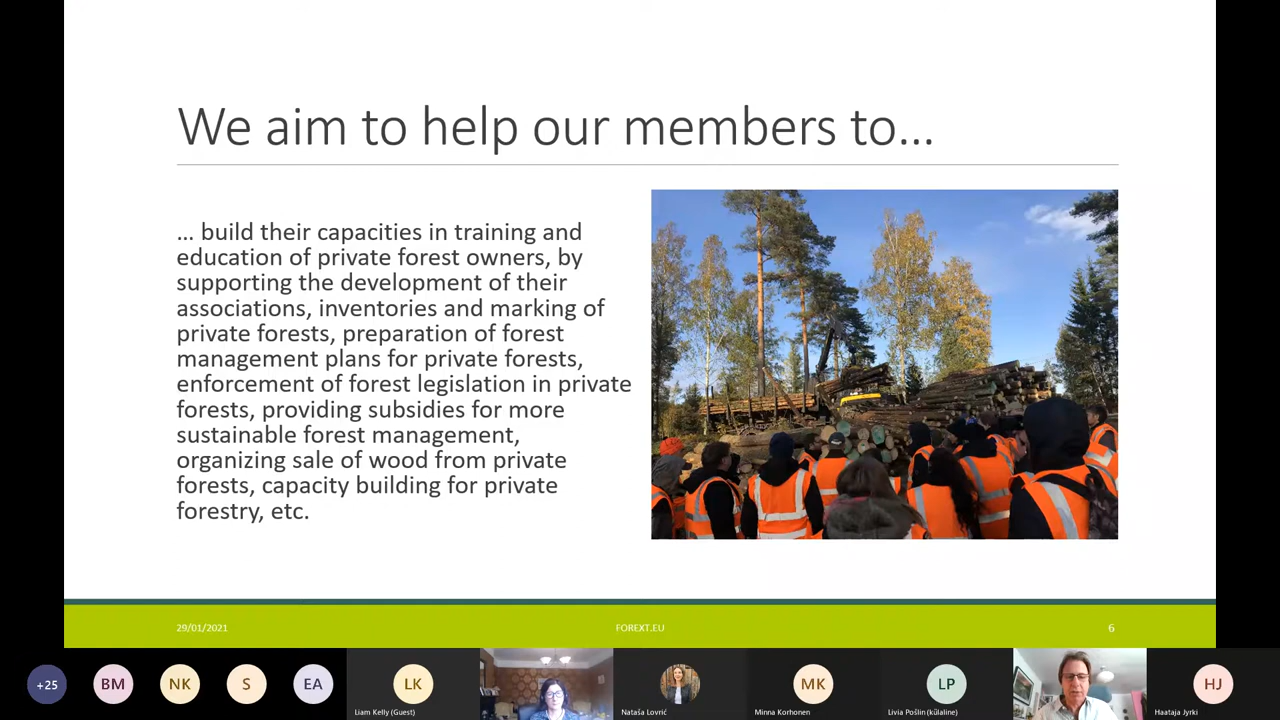 We aim to help our members to…
… build their capacities in training and
education of private forest owners, by
supporting the development of their
associations, inventories and marking of
private forests, preparation of forest
management plans for private forests,
enforcement of forest legislation in private
forests, providing subsidies for more
sustainable forest management,
organizing sale of wood from private
forests, capacity building for private
forestry, etc.
29/01/2021
FOREXT.EU
6
+25
BM
NK
S
EA
LK
MK
LP
HJ
Liam Kelly (Guest)
Nataša Lovrić
Minna Korhonen
Livia Pošlin (külaline)
Haataja Jyrki